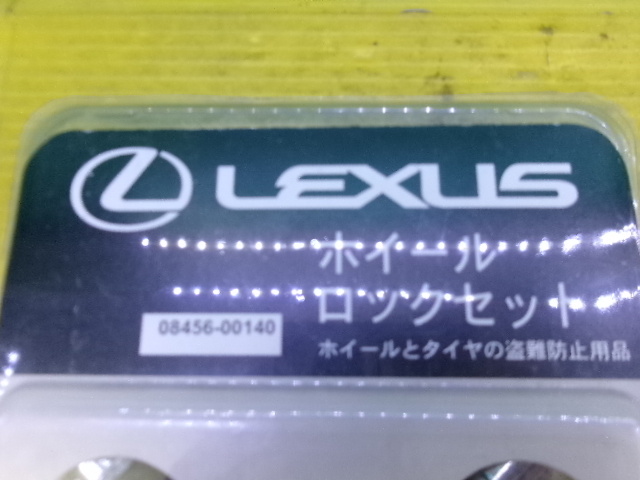 LEXUS
ホイール
ロックセット
08456-00140
ホイールとタイヤの盗難防止用品